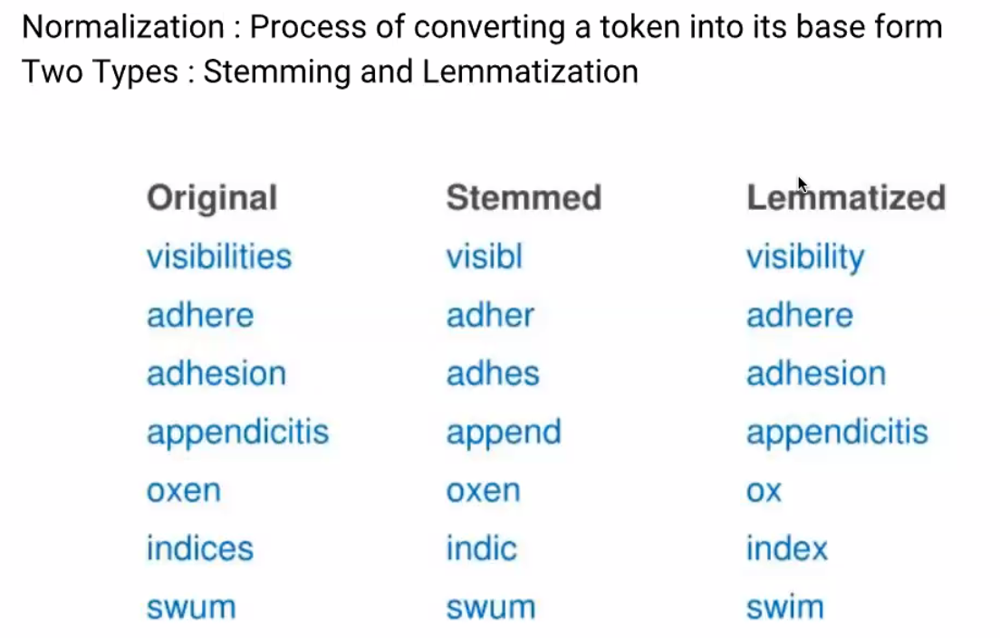 Normalization : Process of converting a token into its base form
Two Types : Stemming and Lemmatization
Original Stemmed Lemmatized
visibilities visibl visibility
adhere adher adhere
adhesion adhes adhesion
appendicitis append appendicitis
oxen oxen ox
indices indic index
swum swum swim